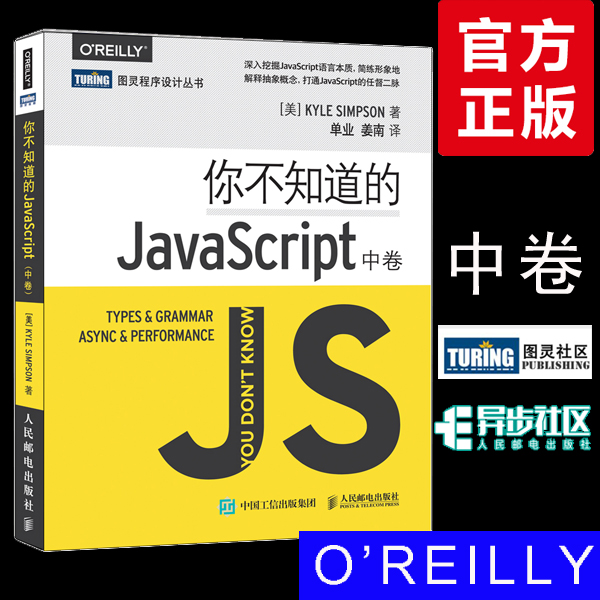 O'REILLY®
TURING 图灵程序设计丛书
深入挖掘JavaScript语言本质，简练形象地
解释抽象概念，打通JavaScript的任督二脉
［美］KYLE SIMPSON 著
单业 姜南 译
你不知道的
JavaScript 中卷
TYPES & GRAMMAR
ASYNC & PERFORMANCE
JS
YOU DON'T KNOW
中国工信出版集团
人民邮电出版社
POSTS & TELECOM PRESS
O'REILLY®
TURING
你不知道的JavaScript（中卷）
［美］KYLE SIMPSON 著
人民邮电出版社
官方
正版
中卷
TURING 图灵社区
PUBLISHING
异步社区
人民邮电出版社
O'REILLY